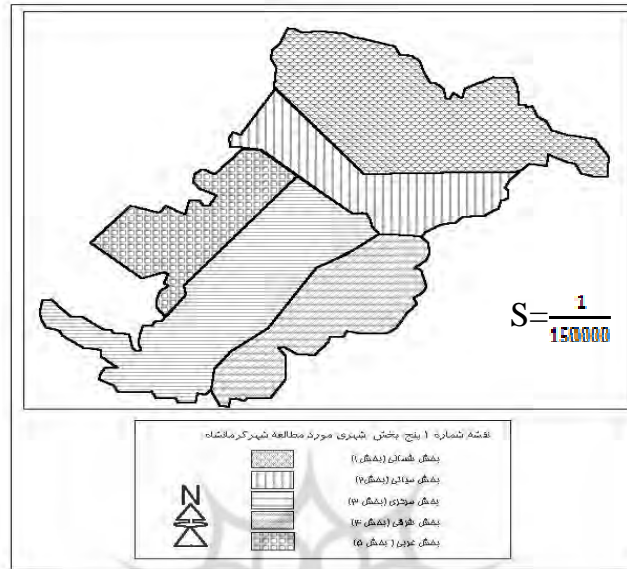 S=1/150000
نقشه شماره ۱ پنج بخش شهری مورد مطالعه شهر کرمانشاه
بخش شمالی (بخش ۱)
بخش میانی (بخش ۲)
بخش مرکزی (بخش ۳)
بخش شرقی (بخش ۴)
بخش غربی (بخش ۵)
N